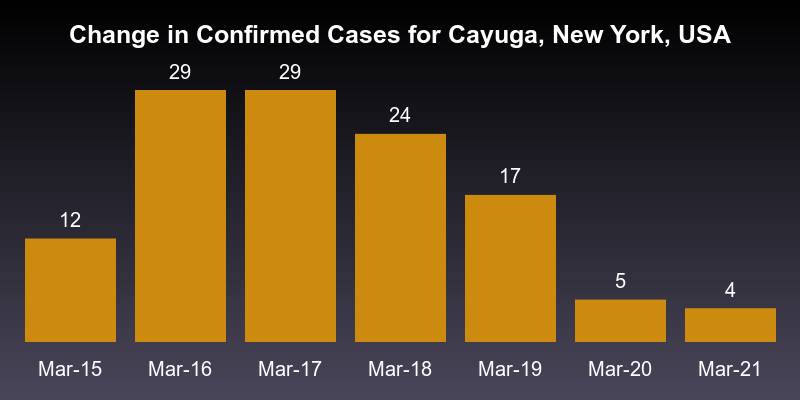 Change in Confirmed Cases for Cayuga, New York, USA
12
29
29
24
17
5
4
Mar-15
Mar-16
Mar-17
Mar-18
Mar-19
Mar-20
Mar-21